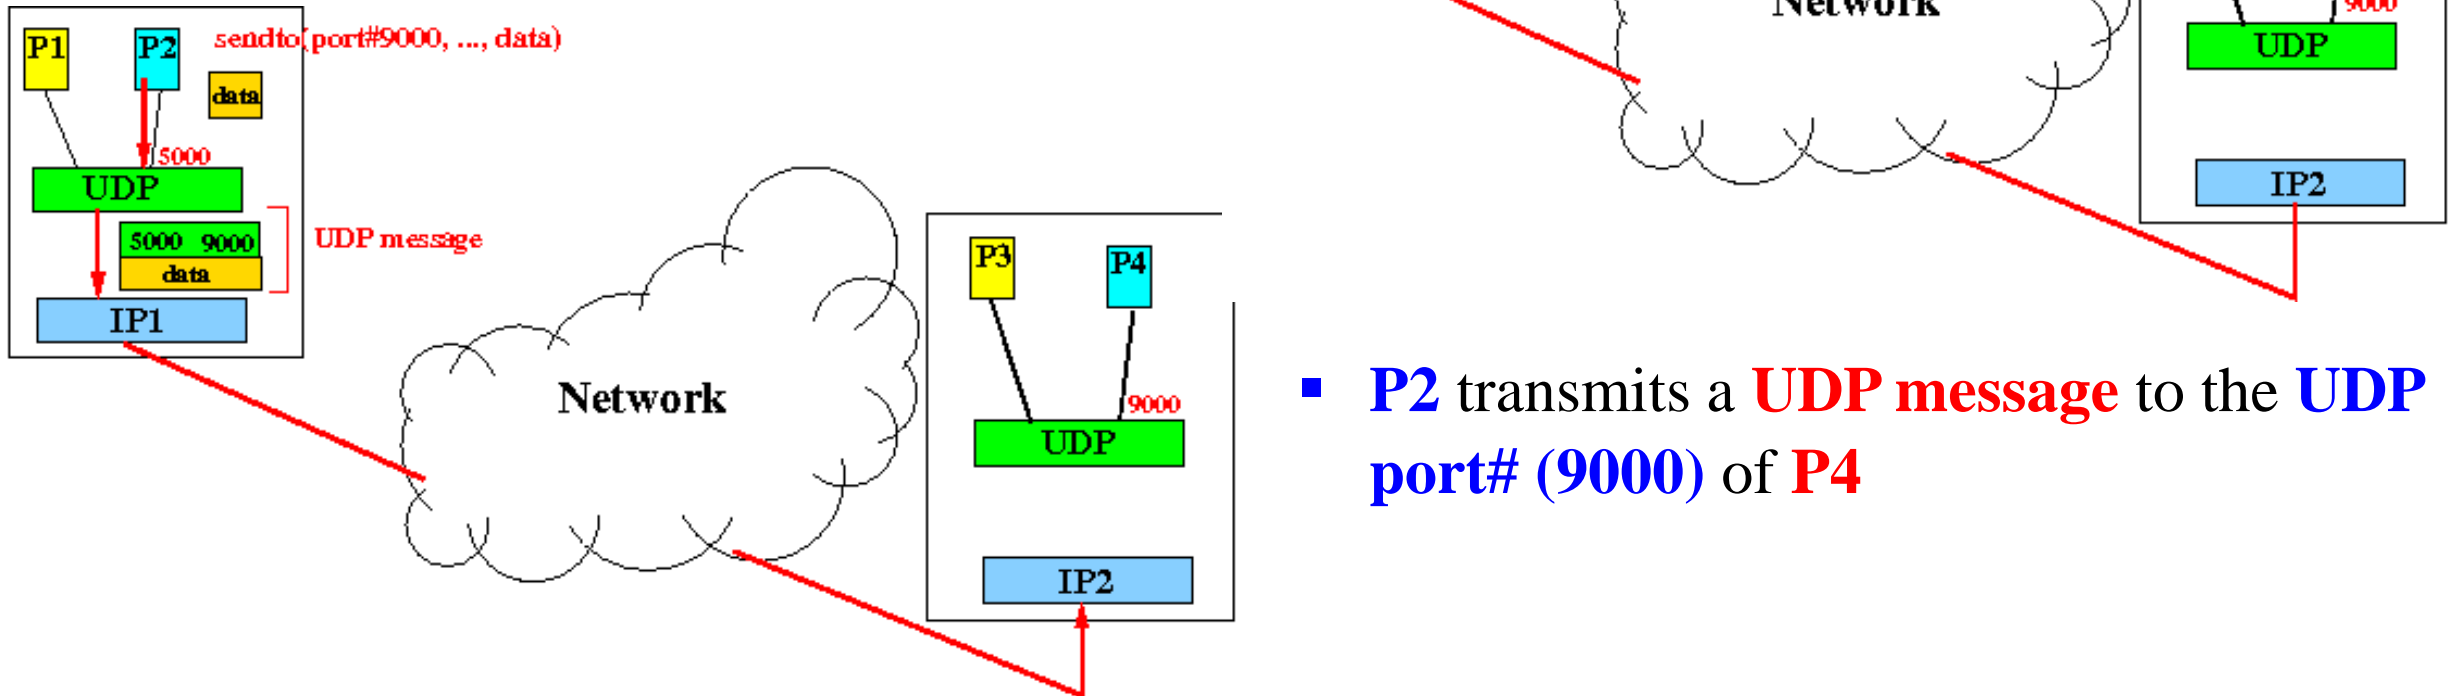 P1
P2
sendto(port#9000, ..., data)
data
5000
UDP
5000 9000
data
UDP message
IP1
Network
P3
P4
9000
UDP
IP2
Network
9000
UDP
IP2
▪ P2 transmits a UDP message to the UDP
port# (9000) of P4